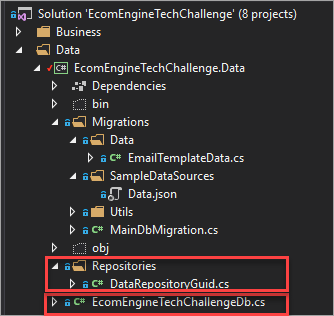 Solution 'EcomEngineTechChallenge' (8 projects)
Business
Data
C# EcomEngineTechChallenge.Data
Dependencies
bin
Migrations
Data
C# EmailTemplateData.cs
SampleDataSources
Data.json
Utils
C# MainDbMigration.cs
obj
Repositories
C# DataRepositoryGuid.cs
C# EcomEngineTechChallengeDb.cs